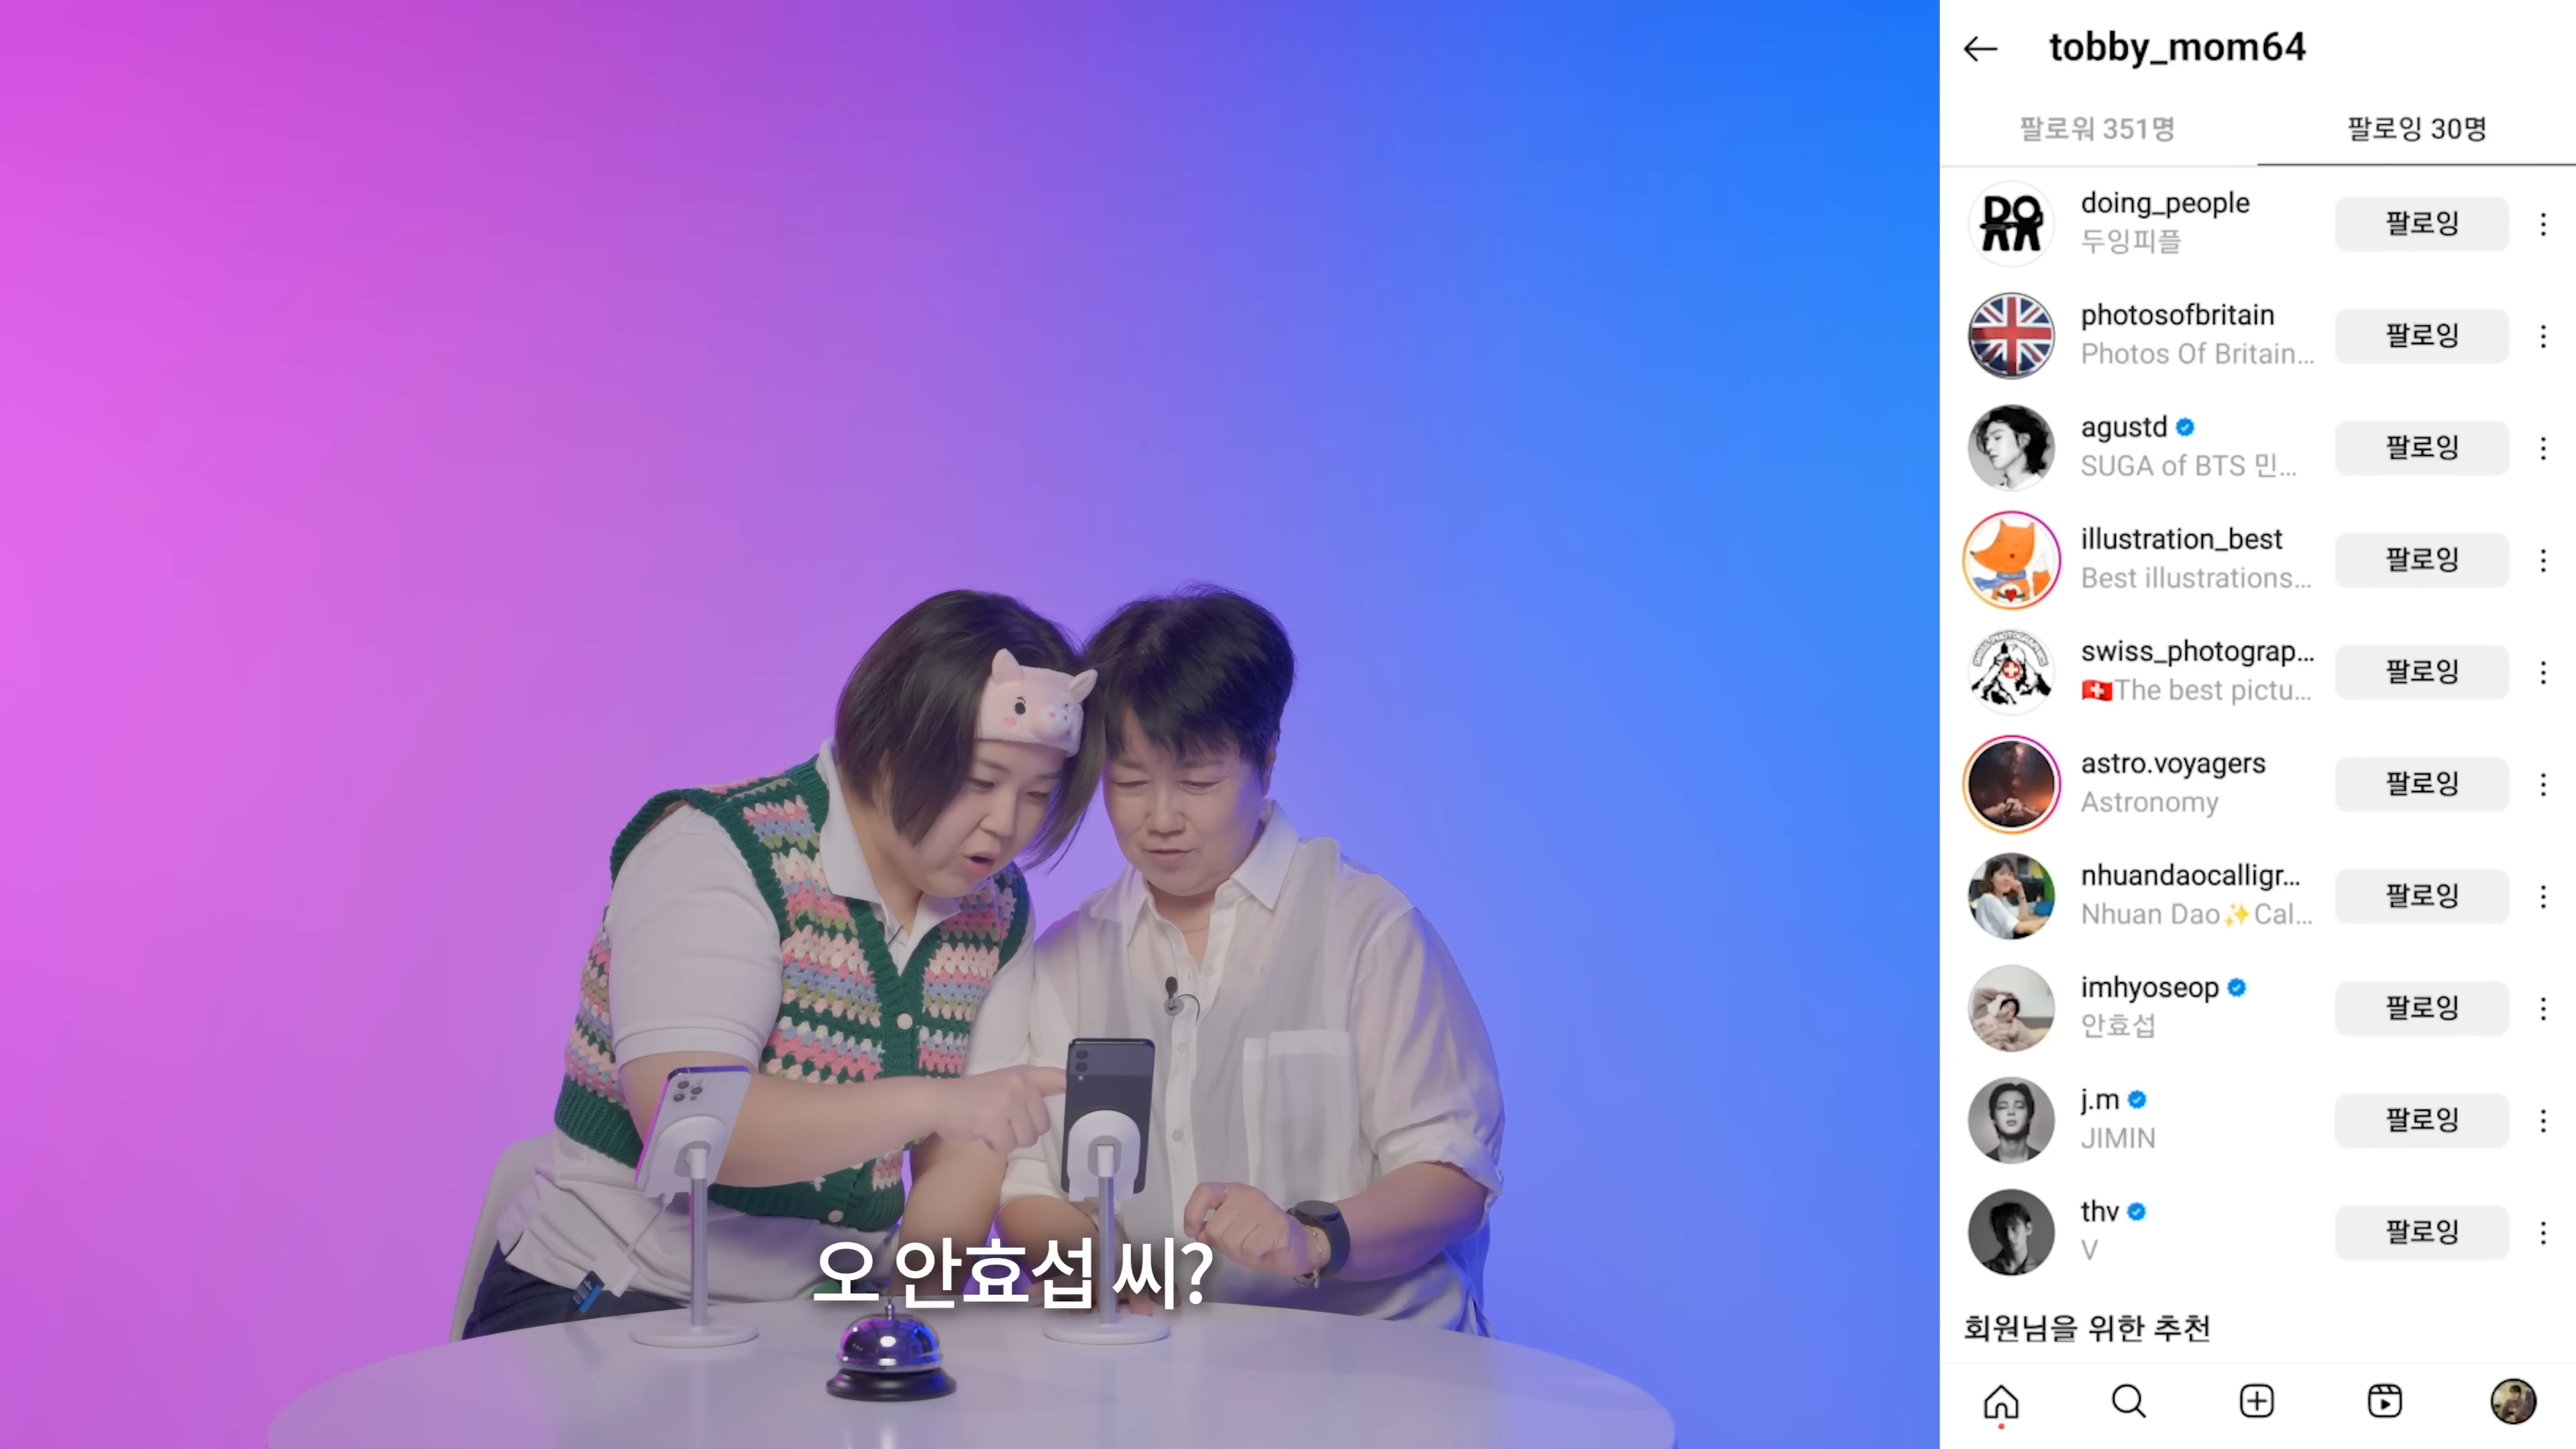 오 안효섭 씨?
tobby_mom64
팔로워 351명
팔로잉 30명
doing_people
두잉피플
팔로잉
photosofbritain
Photos Of Britain...
팔로잉
agustd
SUGA of BTS 민...
팔로잉
illustration_best
Best illustrations...
팔로잉
swiss_photograp...
🇨🇭The best pictu...
팔로잉
astro.voyagers
Astronomy
팔로잉
nhuandaocalligr...
Nhuan Dao✨Cal...
팔로잉
imhyoseop
안효섭
팔로잉
j.m
JIMIN
팔로잉
thv
V
팔로잉
회원님을 위한 추천